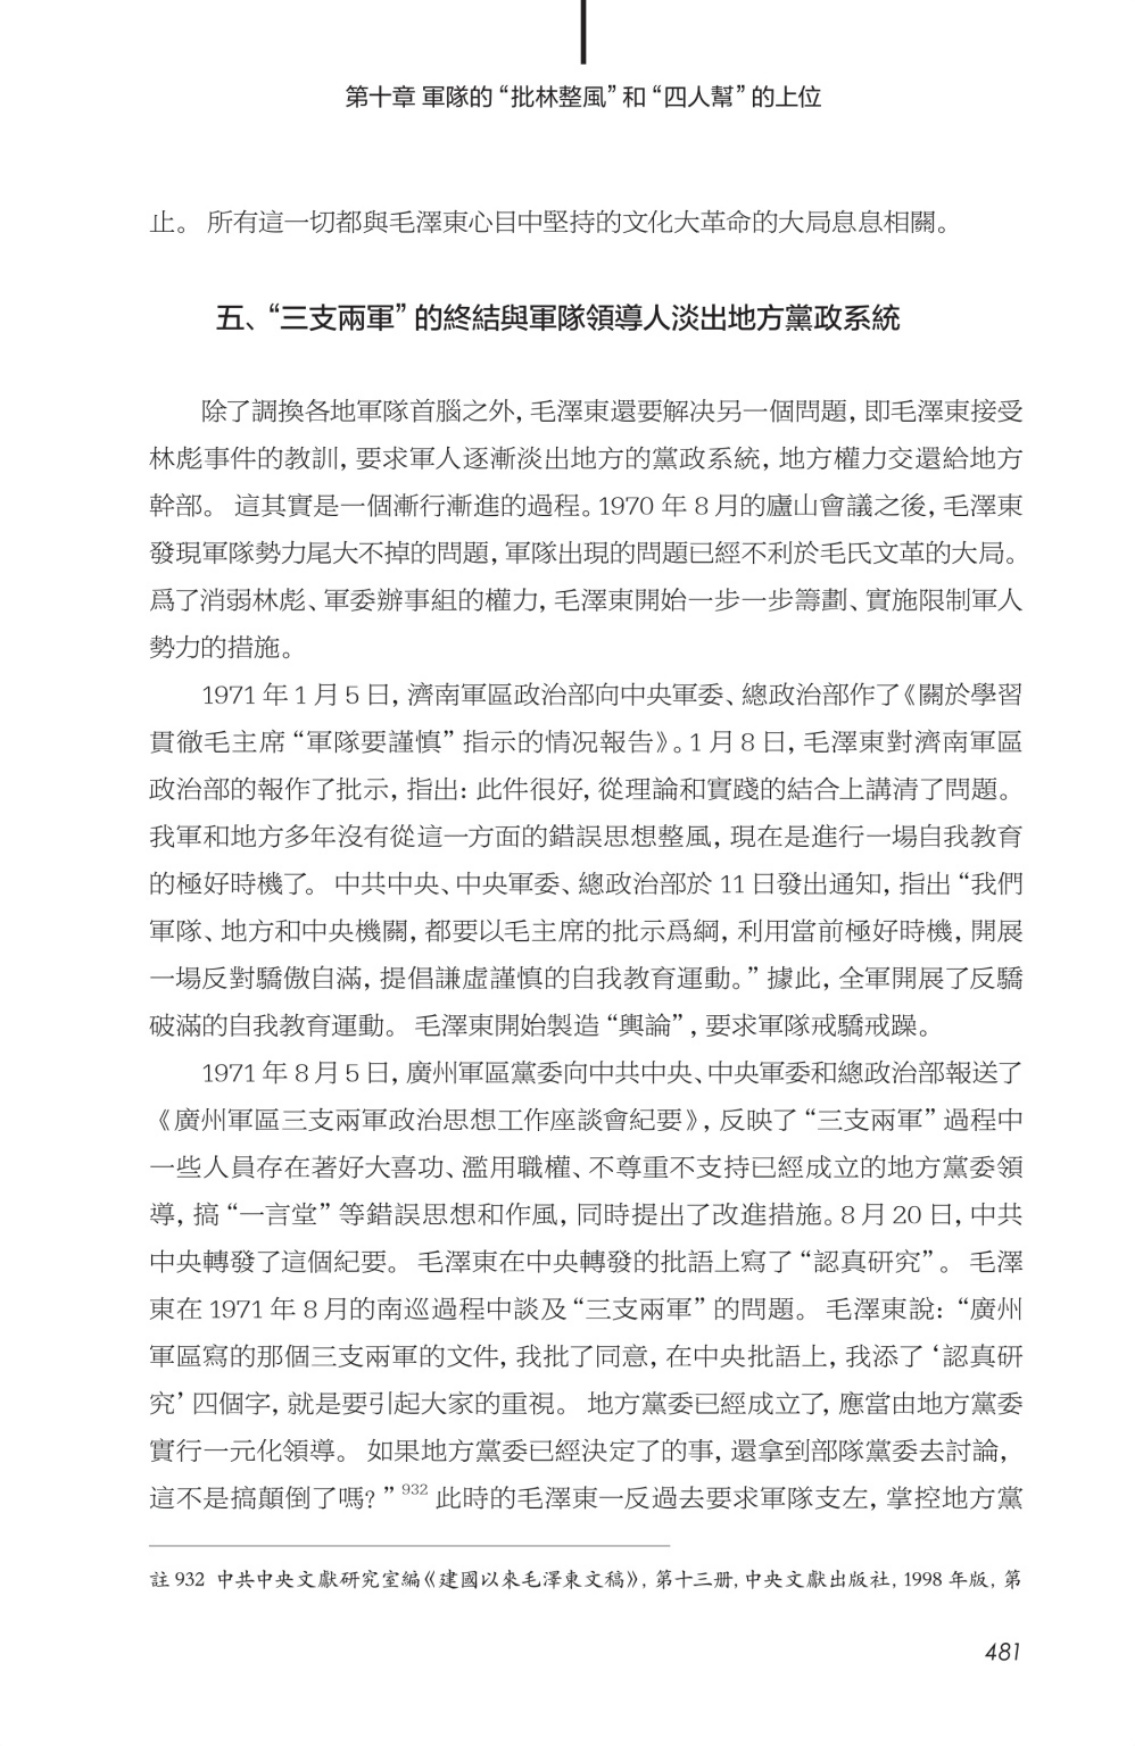 第十章 軍隊的“批林整風”和“四人幫”的上位
止。 所有這一切都與毛澤東心目中堅持的文化大革命的大局息息相關。
五、“三支兩軍”的終結與軍隊領導人淡出地方黨政系統
除了調換各地軍隊首腦之外, 毛澤東還要解決另一個問題, 即毛澤東接受
林彪事件的教訓, 要求軍人逐漸淡出地方的黨政系統, 地方權力交還給地方
幹部。 這其實是一個漸行漸進的過程。1970 年 8 月的廬山會議之後, 毛澤東
發現軍隊勢力尾大不掉的問題, 軍隊出現的問題已經不利於毛氏文革的大局。
爲了消弱林彪、軍委辦事組的權力, 毛澤東開始一步一步籌劃、實施限制軍人
勢力的措施。
1971 年 1 月 5 日, 濟南軍區政治部向中央軍委、總政治部作了《關於學習
貫徹毛主席“軍隊要謹慎”指示的情况報告》。1 月 8 日, 毛澤東對濟南軍區
政治部的報作了批示, 指出: 此件很好, 從理論和實踐的結合上講清了問題。
我軍和地方多年沒有從這一方面的錯誤思想整風, 現在是進行一場自我教育
的極好時機了。 中共中央、中央軍委、總政治部於 11 日發出通知, 指出“我們
軍隊、地方和中央機關, 都要以毛主席的批示爲綱, 利用當前極好時機, 開展
一場反對驕傲自滿, 提倡謙虛謹慎的自我教育運動。”據此, 全軍開展了反驕
破滿的自我教育運動。 毛澤東開始製造“輿論”, 要求軍隊戒驕戒躁。
1971 年 8 月 5 日, 廣州軍區黨委向中共中央、中央軍委和總政治部報送了
《廣州軍區三支兩軍政治思想工作座談會紀要》, 反映了“三支兩軍”過程中
一些人員存在著好大喜功、濫用職權、不尊重不支持已經成立的地方黨委領
導, 搞“一言堂”等錯誤思想和作風, 同時提出了改進措施。8 月 20 日, 中共
中央轉發了這個紀要。 毛澤東在中央轉發的批語上寫了“認真研究”。 毛澤
東在 1971 年 8 月的南巡過程中談及“三支兩軍”的問題。 毛澤東說: “廣州
軍區寫的那個三支兩軍的文件, 我批了同意, 在中央批語上, 我添了‘認真研
究’四個字, 就是要引起大家的重視。 地方黨委已經成立了, 應當由地方黨委
實行一元化領導。 如果地方黨委已經決定了的事, 還拿到部隊黨委去討論,
這不是搞顛倒了嗎? ”932 此時的毛澤東一反過去要求軍隊支左, 掌控地方黨
註 932 中共中央文獻研究室編《建國以來毛澤東文稿》, 第十三册, 中央文獻出版社, 1998 年版, 第
481